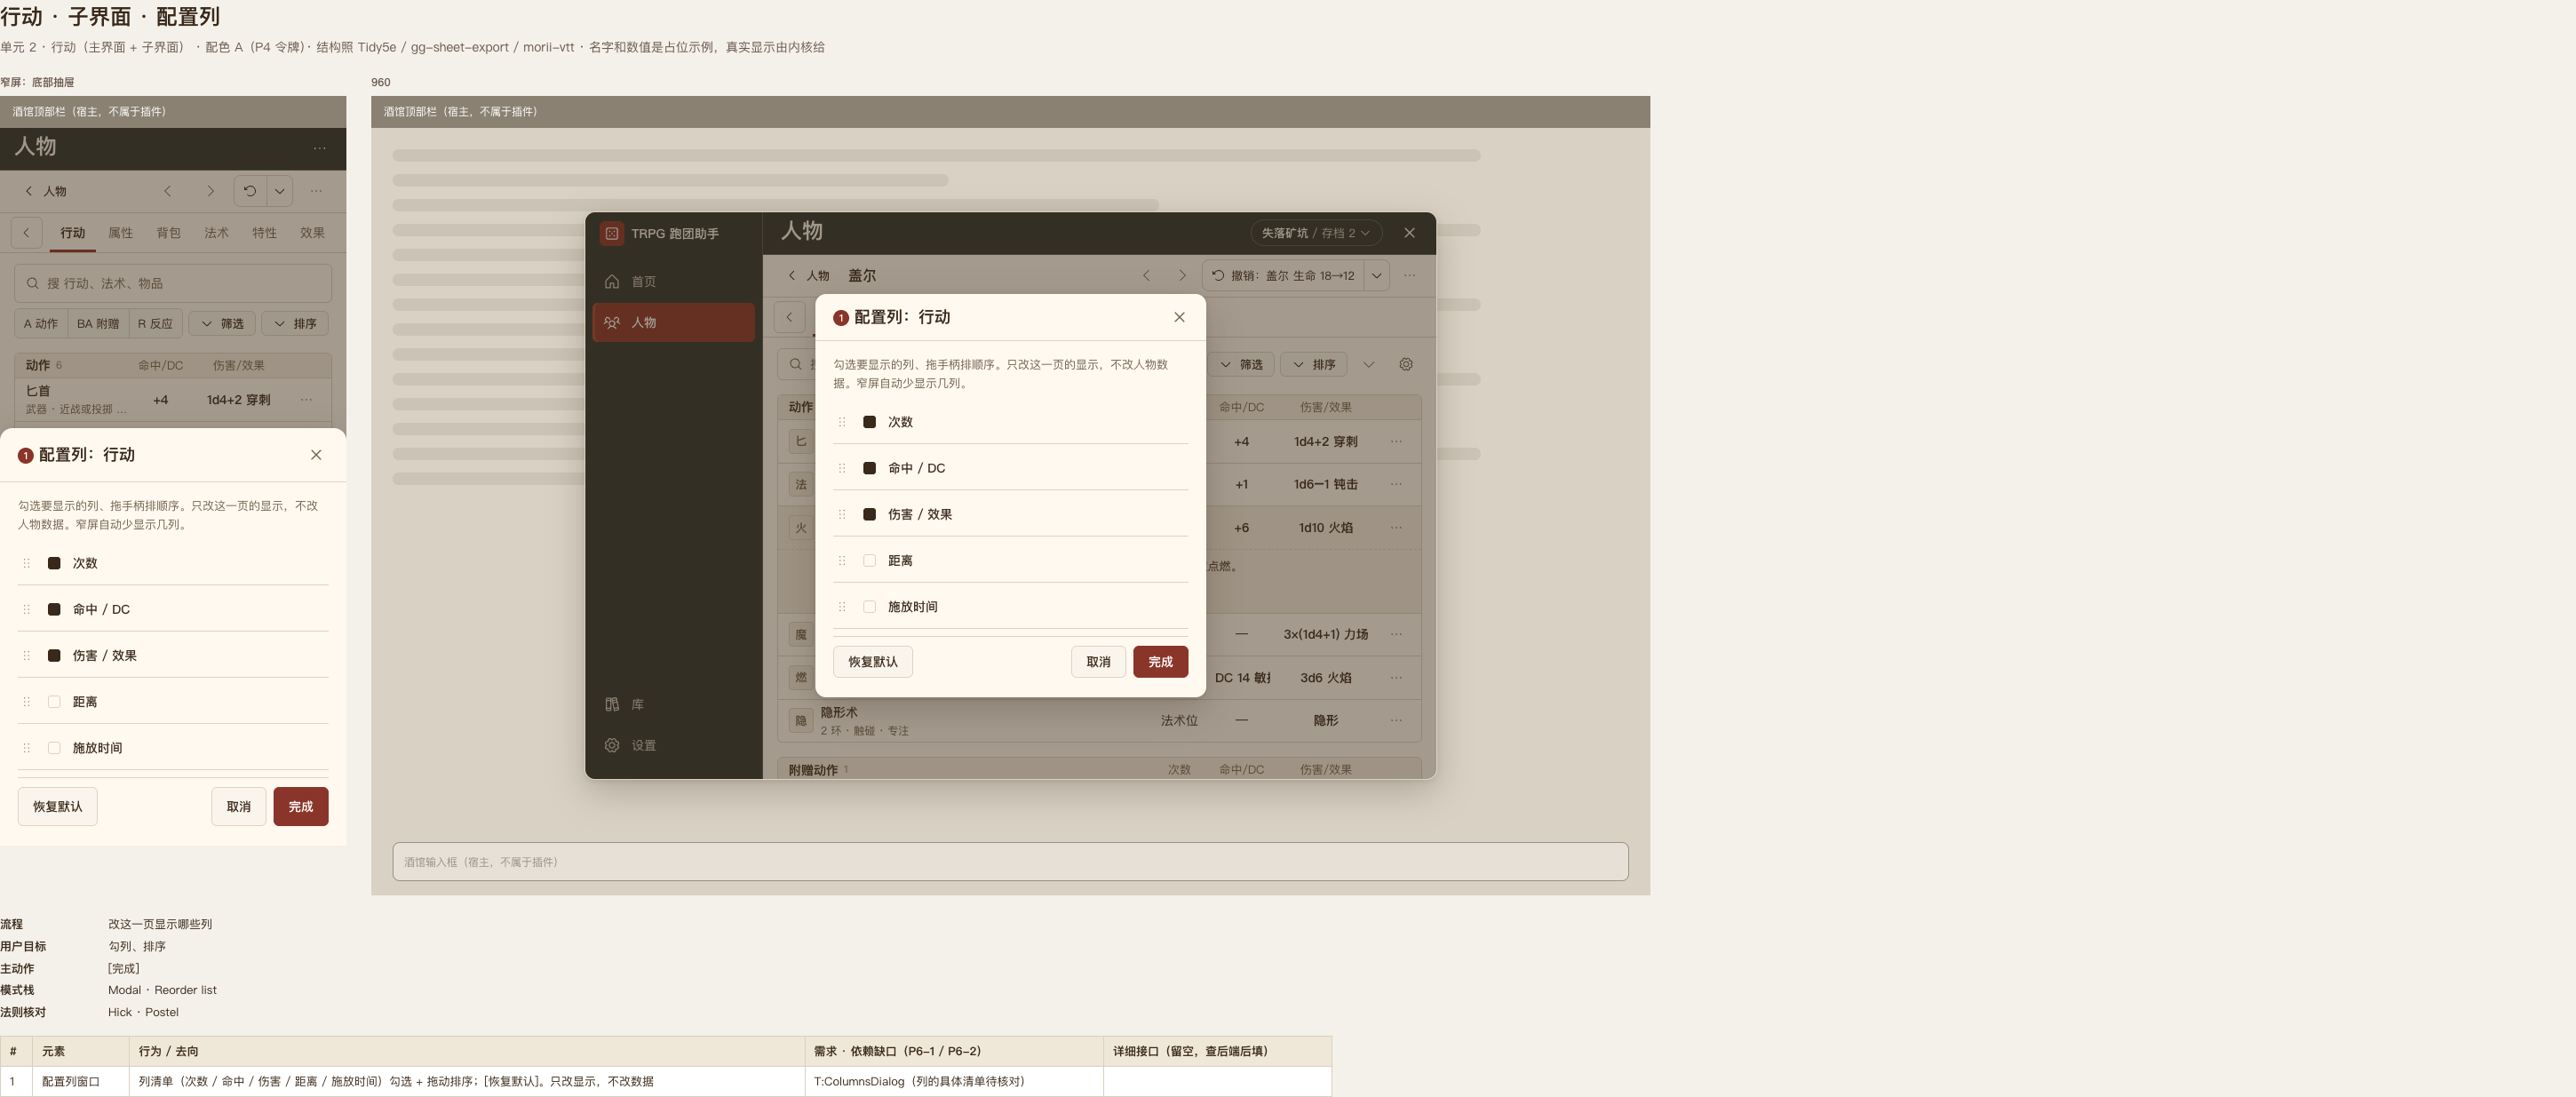 行动 · 子界面 · 配置列
单元 2 · 行动（主界面 + 子界面） · 配色 A（P4 令牌）· 结构照 Tidy5e / gg-sheet-export / morii-vtt · 名字和数值是占位示例，真实显示由内核给
窄屏：底部抽屉
酒馆顶部栏（宿主，不属于插件）
人物
人物
行动 属性 背包 法术 特性 效果
搜 行动、法术、物品
A 动作 BA 附赠 R 反应 筛选 排序
动作 6 命中/DC 伤害/效果
匕首
武器 · 近战或投掷 ...
+4 1d4+2 穿刺
1 配置列：行动
勾选要显示的列、拖手柄排顺序。只改这一页的显示，不改
人物数据。窄屏自动少显示几列。
次数
命中 / DC
伤害 / 效果
距离
施放时间
恢复默认 取消 完成
960
酒馆顶部栏（宿主，不属于插件）
TRPG 跑团助手
首页
人物
库
设置
人物
失落矿坑 / 存档 2
人物 盖尔
撤销：盖尔 生命 18→12
筛选 排序
动作 命中/DC 伤害/效果
匕 +4 1d4+2 穿刺
法 +1 1d6−1 钝击
火 +6 1d10 火焰
点燃。
魔 — 3×(1d4+1) 力场
燃 DC 14 敏 3d6 火焰
隐 隐形术 法术位 — 隐形
2 环 · 触碰 · 专注
附赠动作 1 次数 命中/DC 伤害/效果
1 配置列：行动
勾选要显示的列、拖手柄排顺序。只改这一页的显示，不改人物数
据。窄屏自动少显示几列。
次数
命中 / DC
伤害 / 效果
距离
施放时间
恢复默认 取消 完成
酒馆输入框（宿主，不属于插件）
流程 改这一页显示哪些列
用户目标 勾列、排序
主动作 [完成]
模式栈 Modal · Reorder list
法则核对 Hick · Postel
# 元素 行为 / 去向 需求 · 依赖缺口（P6-1 / P6-2） 详细接口（留空，查后端后填）
1 配置列窗口 列清单（次数 / 命中 / 伤害 / 距离 / 施放时间）勾选 + 拖动排序；[恢复默认]。只改显示，不改数据 T:ColumnsDialog（列的具体清单待核对）